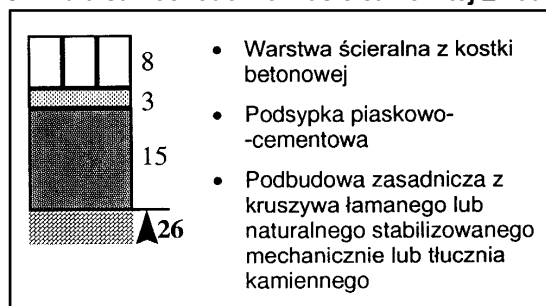 8
3
15
26
• Warstwa ścieralna z kostki
betonowej
• Podsypka piaskowo-
-cementowa
• Podbudowa zasadnicza z
kruszywa łamanego lub
naturalnego stabilizowanego
mechanicznie lub tłucznia
kamiennego